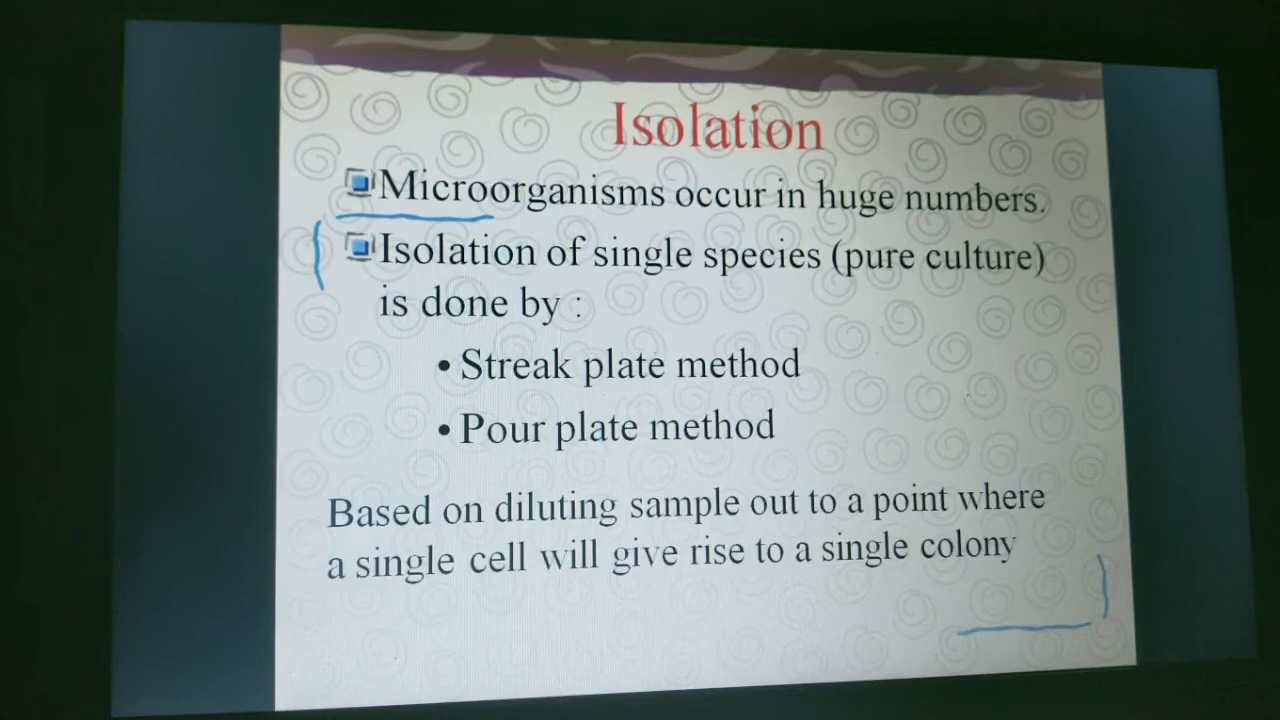 Isolation
Microorganisms occur in huge numbers.
Isolation of single species (pure culture)
is done by :
• Streak plate method
• Pour plate method
Based on diluting sample out to a point where
a single cell will give rise to a single colony